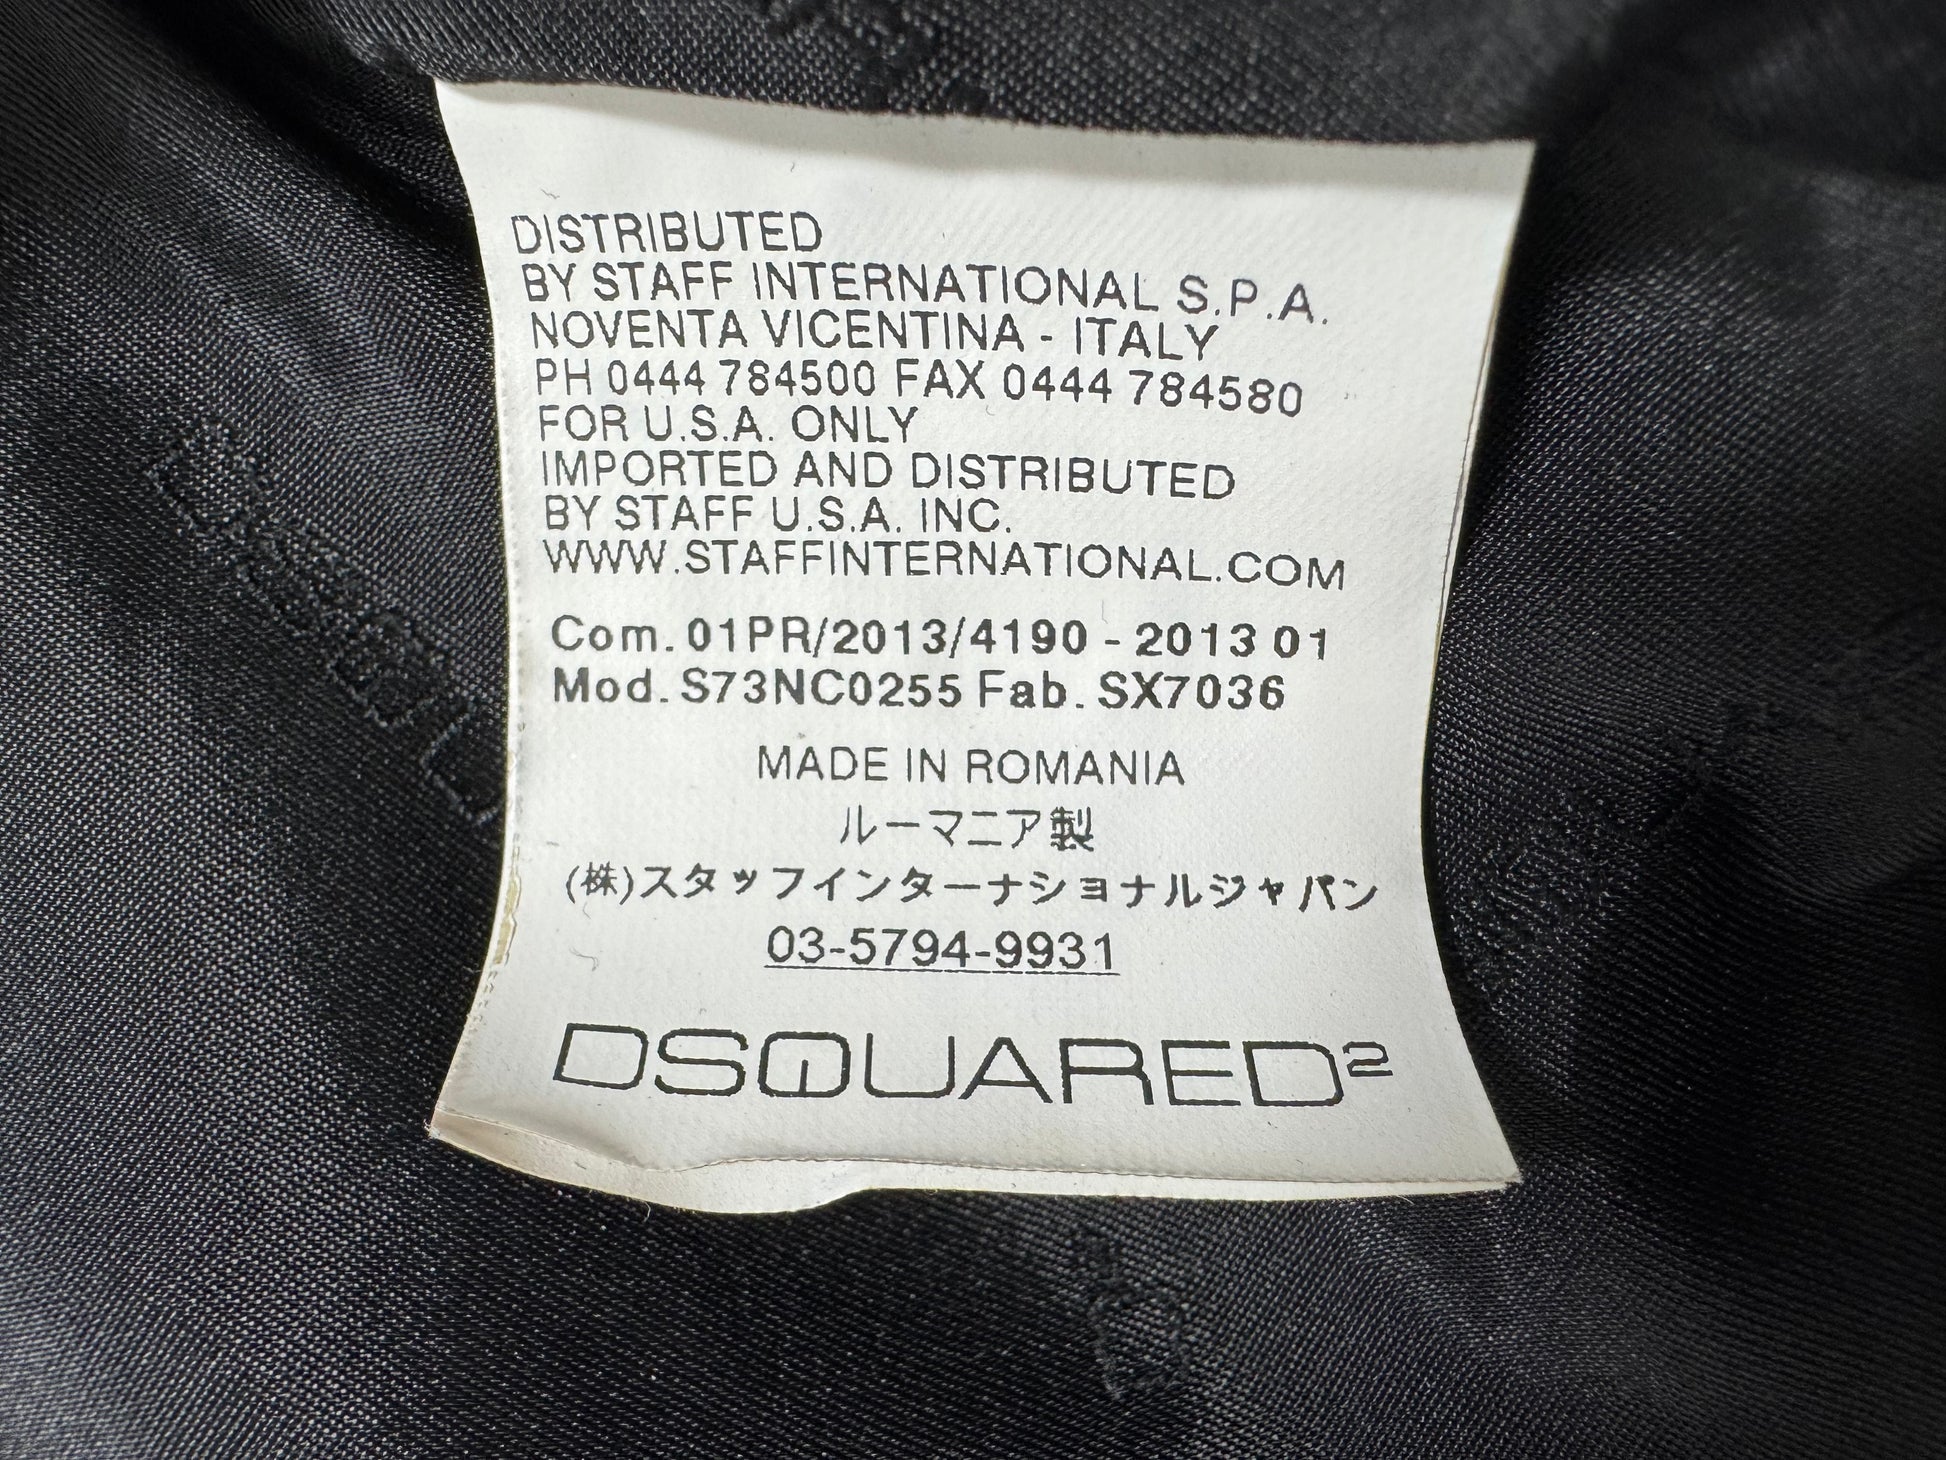 DISTRIBUTED
BY STAFF INTERNATIONAL S.P.A.
NOVENTA VICENTINA - ITALY
PH 0444 784500 FAX 0444 784580
FOR U.S.A. ONLY
IMPORTED AND DISTRIBUTED
BY STAFF U.S.A. INC.
WWW.STAFFINTERNATIONAL.COM
Com. 01PR/2013/4190 - 2013 01
Mod. S73NC0255 Fab. SX7036
MADE IN ROMANIA
ルーマニア製
(株)スタッフインターナショナルジャパン
03-5794-9931
DSQUARED²